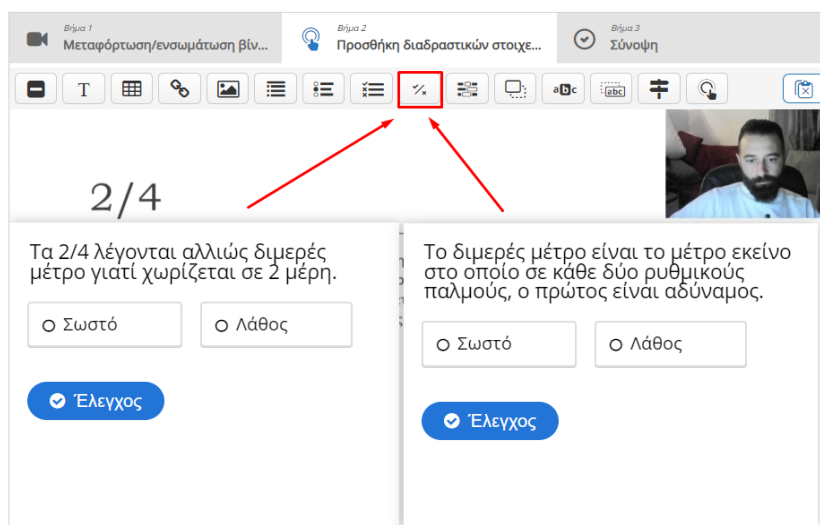 Βήμα 1
Μεταφόρτωση/ενσωμάτωση βίν...
Βήμα 2
Προσθήκη διαδραστικών στοιχε...
Βήμα 3
Σύνοψη
T
abc
abc
2/4
Τα 2/4 λέγονται αλλιώς διμερές
μέτρο γιατί χωρίζεται σε 2 μέρη.
Σωστό
Λάθος
Έλεγχος
Το διμερές μέτρο είναι το μέτρο εκείνο
στο οποίο σε κάθε δύο ρυθμικούς
παλμούς, ο πρώτος είναι αδύναμος.
Σωστό
Λάθος
Έλεγχος